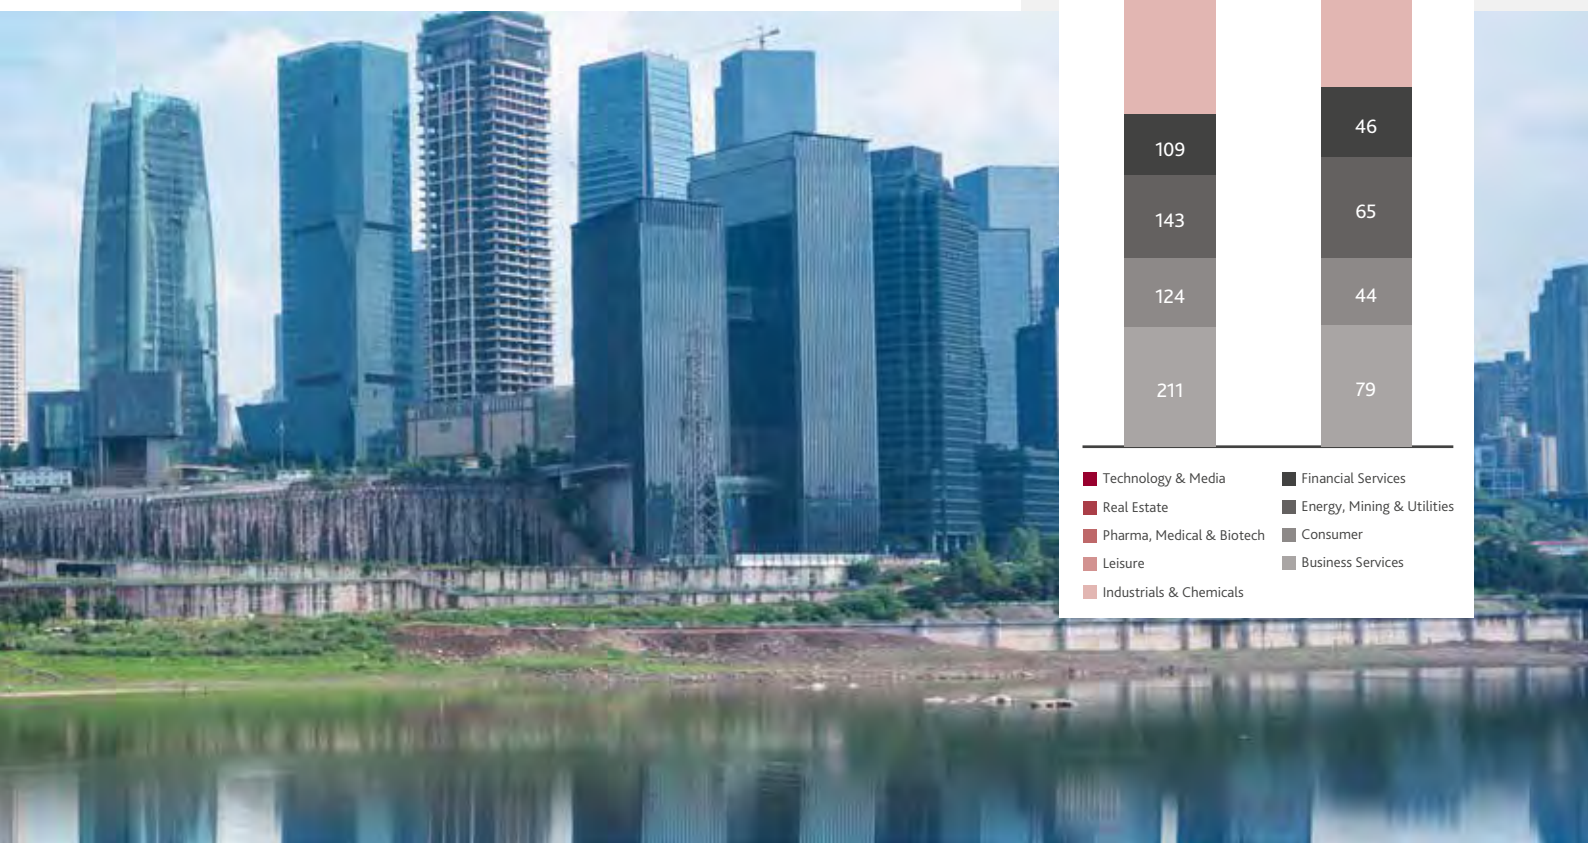 109
46
143
65
124
44
211
79
Technology & Media
Real Estate
Pharma, Medical & Biotech
Leisure
Industrials & Chemicals
Financial Services
Energy, Mining & Utilities
Consumer
Business Services